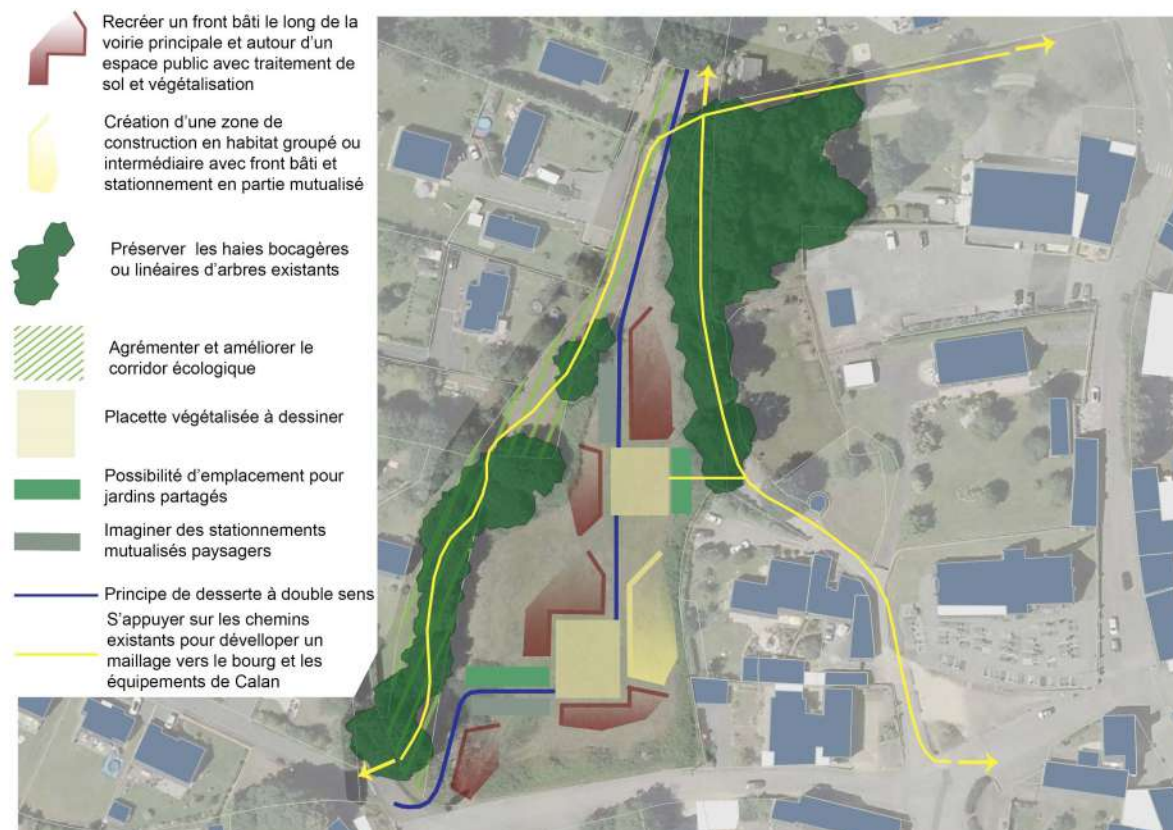 Recréer un front bâti le long de la
voirie principale et autour d'un
espace public avec traitement de
sol et végétalisation
Création d'une zone de
construction en habitat groupé ou
intermédiaire avec front bâti et
stationnement en partie mutualisé
Préserver les haies bocagères
ou linéaires d'arbres existants
Agrémenter et améliorer le
corridor écologique
Placette végétalisée à dessiner
Possibilité d'emplacement pour
jardins partagés
Imaginer des stationnements
mutualisés paysagers
Principe de desserte à double sens
S'appuyer sur les chemins
existants pour dévelloper un
maillage vers le bourg et les
équipements de Calan